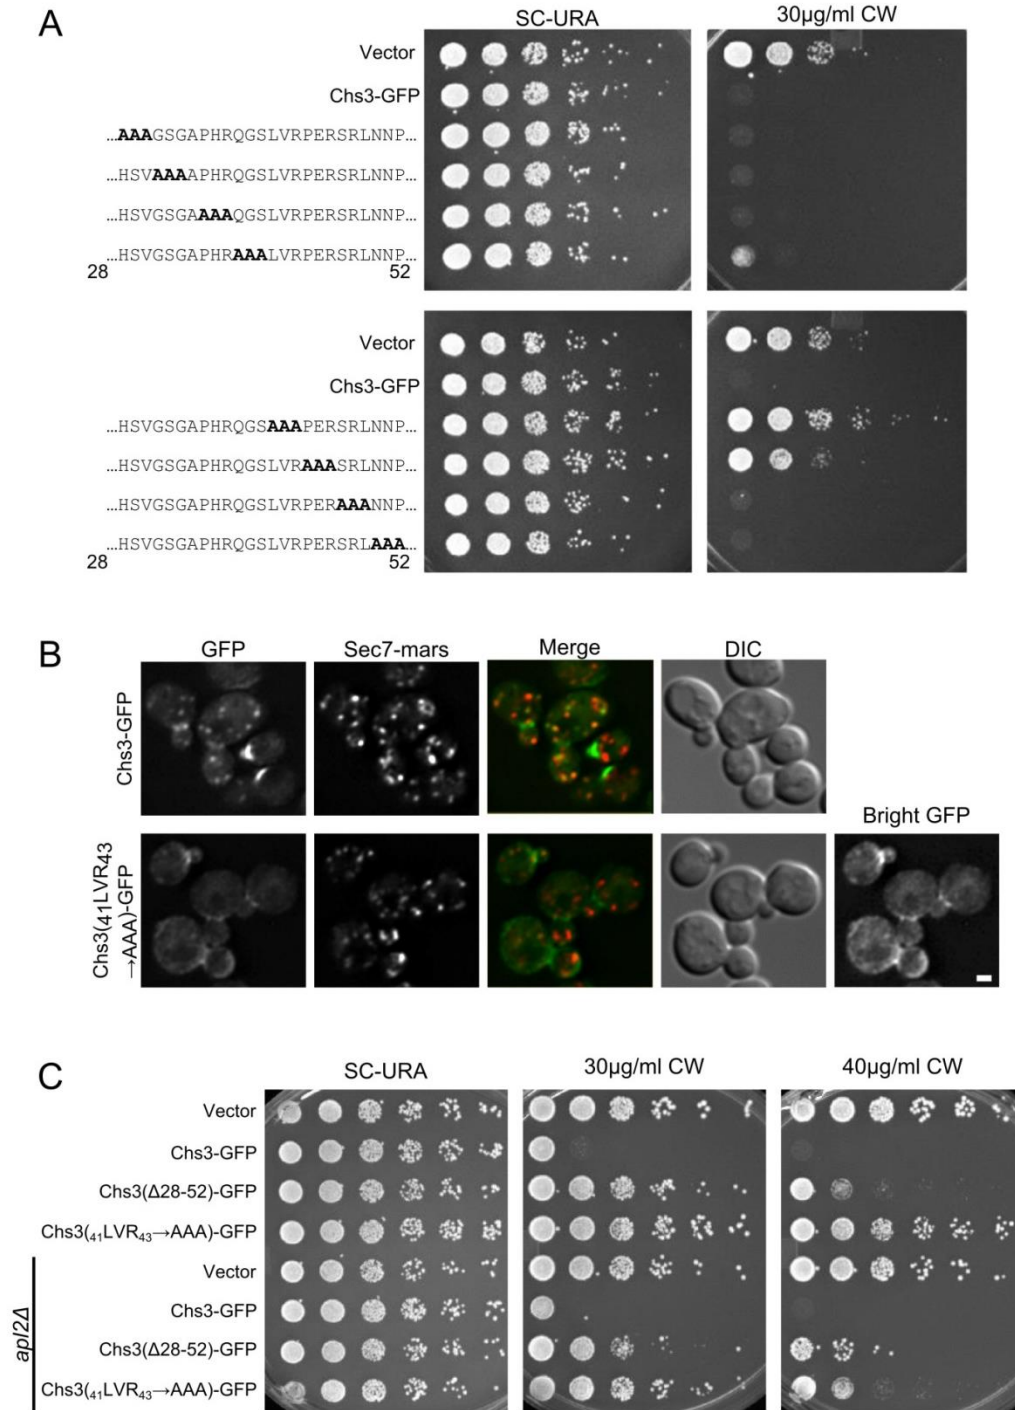 A
SC-URA
30µg/ml CW
Vector
Chs3-GFP
...AAAGSGAPHRQGSLVRPERSRLNNP...
...HSVAAAAPHRQGSLVRPERSRLNNP...
...HSVGSGAAAAQGSLVRPERSRLNNP...
...HSVGSGAPHRAAALVRPERSRLNNP...
28
52
Vector
Chs3-GFP
...HSVGSGAPHRQGSAAAPERSRLNNP...
...HSVGSGAPHRQGSLVRAAASRLNNP...
...HSVGSGAPHRQGSLVRPERAAANNP...
...HSVGSGAPHRQGSLVRPERSRLAAA...
28
52
B
GFP
Sec7-mars
Merge
DIC
Chs3-GFP
Bright GFP
Chs3(₄₁LVR43
→AAA)-GFP
C
SC-URA
30µg/ml CW
40µg/ml CW
Vector
Chs3-GFP
Chs3(Δ28-52)-GFP
Chs3(₄₁LVR₄₃→AAA)-GFP
apl2Δ
Vector
Chs3-GFP
Chs3(Δ28-52)-GFP
Chs3(₄₁LVR₄₃→AAA)-GFP